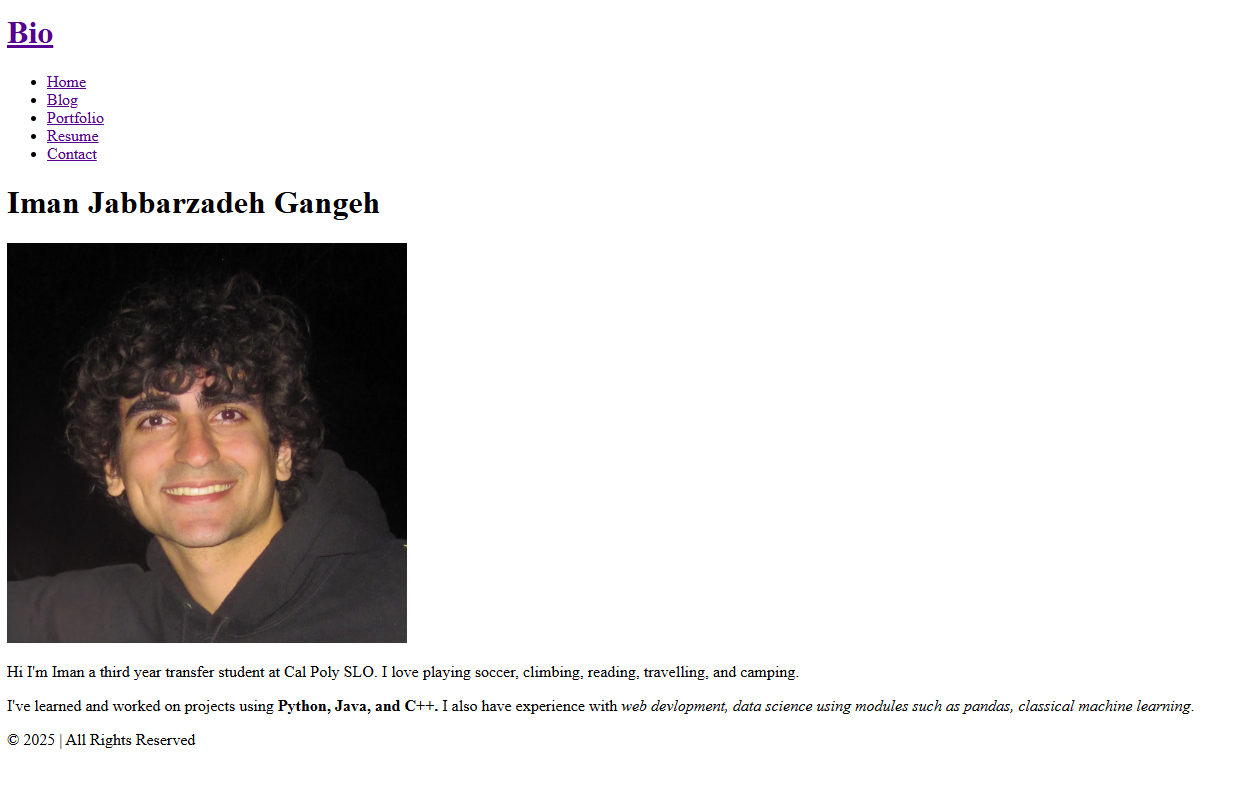 Bio
Home
Blog
Portfolio
Resume
Contact
Iman Jabbarzadeh Gangeh
Hi I'm Iman a third year transfer student at Cal Poly SLO. I love playing soccer, climbing, reading, travelling, and camping.
I've learned and worked on projects using Python, Java, and C++. I also have experience with web devlopment, data science using modules such as pandas, classical machine learning.
© 2025 | All Rights Reserved